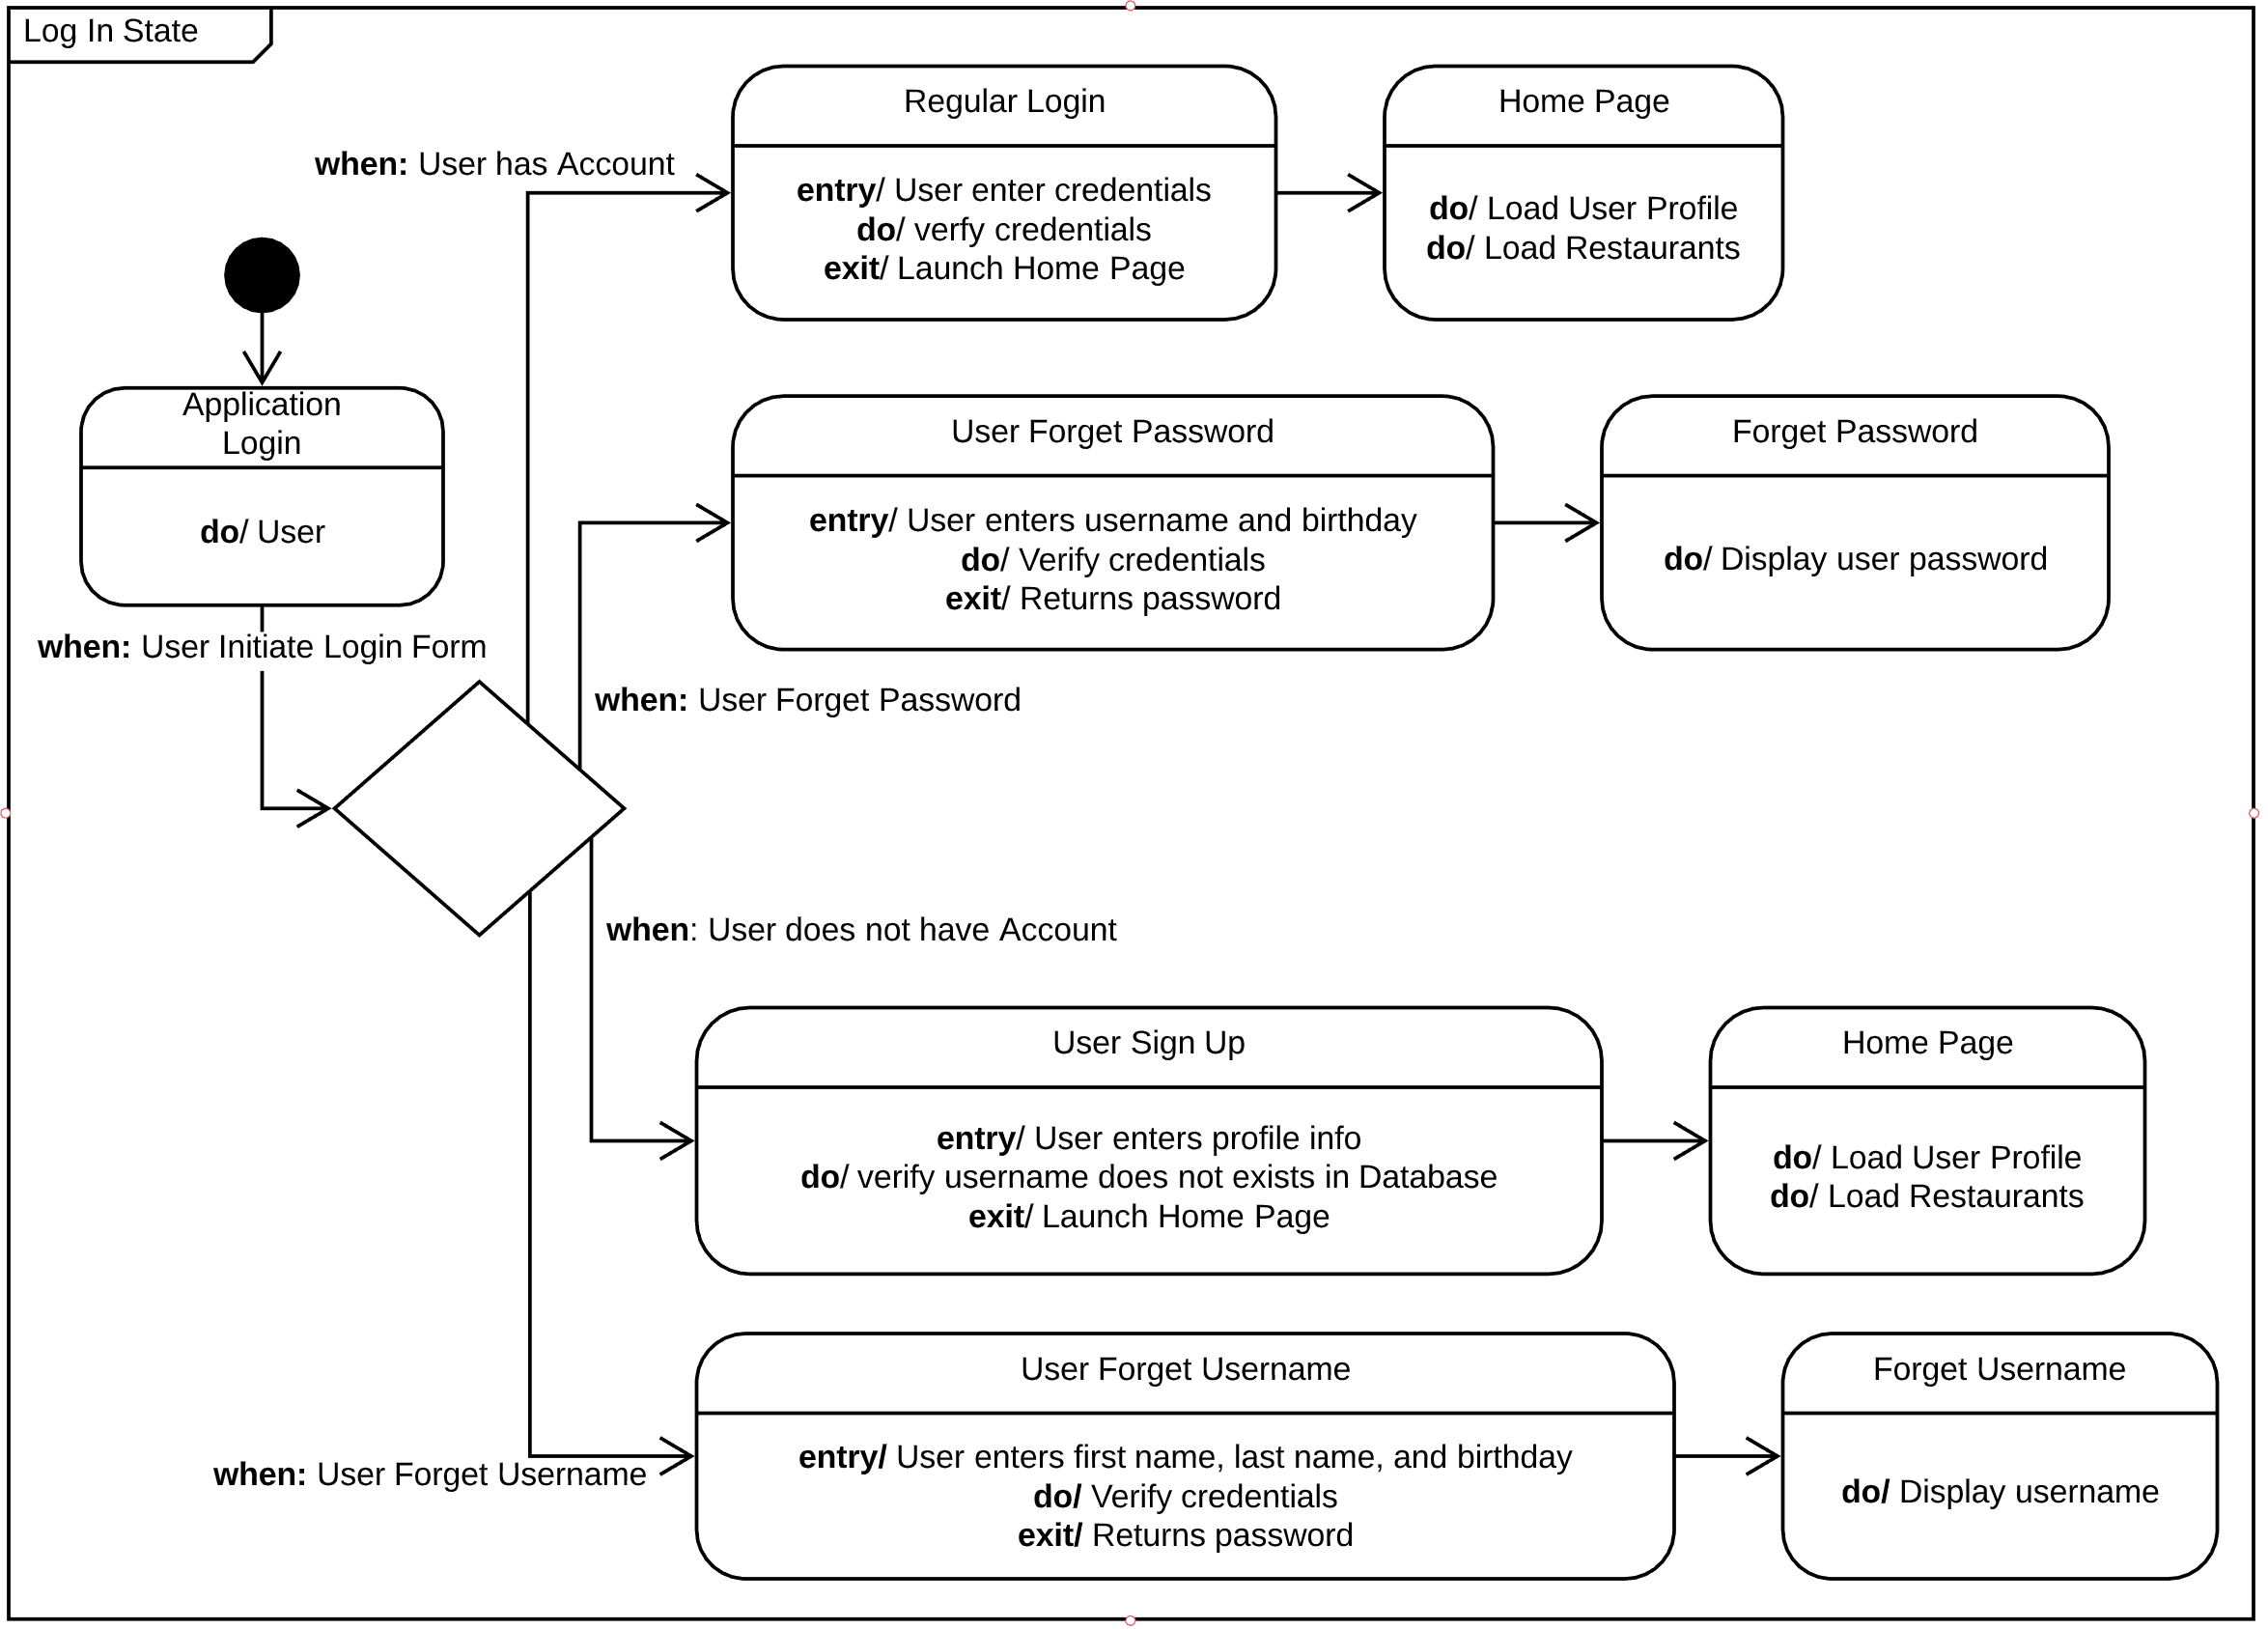 Log In State
when: User has Account
Regular Login
entry/ User enter credentials
do/ verfy credentials
exit/ Launch Home Page
Home Page
do/ Load User Profile
do/ Load Restaurants
Application
Login
do/ User
when: User Initiate Login Form
User Forget Password
entry/ User enters username and birthday
do/ Verify credentials
exit/ Returns password
Forget Password
do/ Display user password
when: User Forget Password
when: User does not have Account
User Sign Up
entry/ User enters profile info
do/ verify username does not exists in Database
exit/ Launch Home Page
Home Page
do/ Load User Profile
do/ Load Restaurants
when: User Forget Username
User Forget Username
entry/ User enters first name, last name, and birthday
do/ Verify credentials
exit/ Returns password
Forget Username
do/ Display username